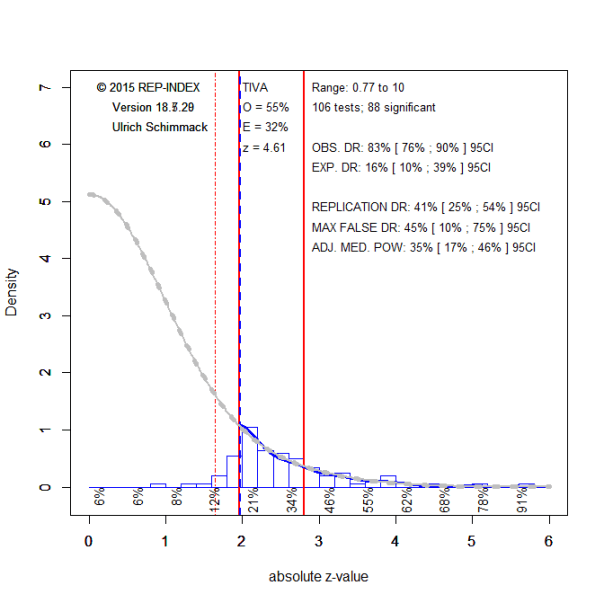 © 2015 REP-INDEX
Ulrich Schimmack
Version
TIVA
O = 55%
E = 32%
z = 4.61
Range: 0.77 to 10
106 tests; 88 significant
OBS. DR: 83% [ 76% ; 90% ] 95CI
EXP. DR: 16% [ 10% ; 39% ] 95CI
REPLICATION DR: 41% [ 25% ; 54% ] 95CI
MAX FALSE DR: 45% [ 10% ; 75% ] 95CI
ADJ. MED. POW: 35% [ 17% ; 46% ] 95CI
Density
7
6
5
4
3
2
1
0
6% 6% 8% 12% 21% 34% 46% 55% 62% 68% 78% 91%
0 1 2 3 4 5 6
absolute z-value